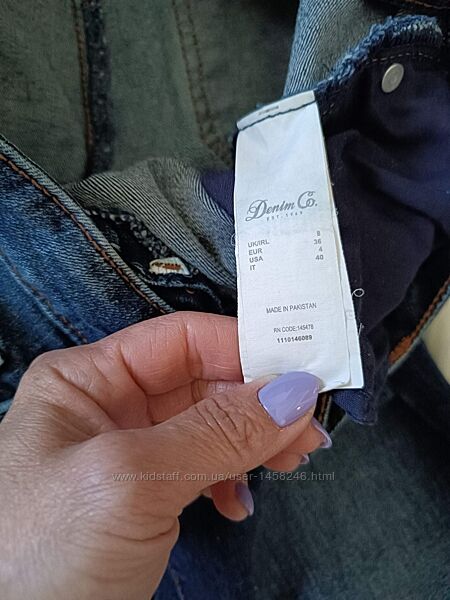 Denim Co.
EST. 1969
UK/IRL 8
EUR 36
USA 4
IT 40
MADE IN PAKISTAN
RN CODE:145478
1110146089
www.kidstaff.com.ua/user-1458246.html